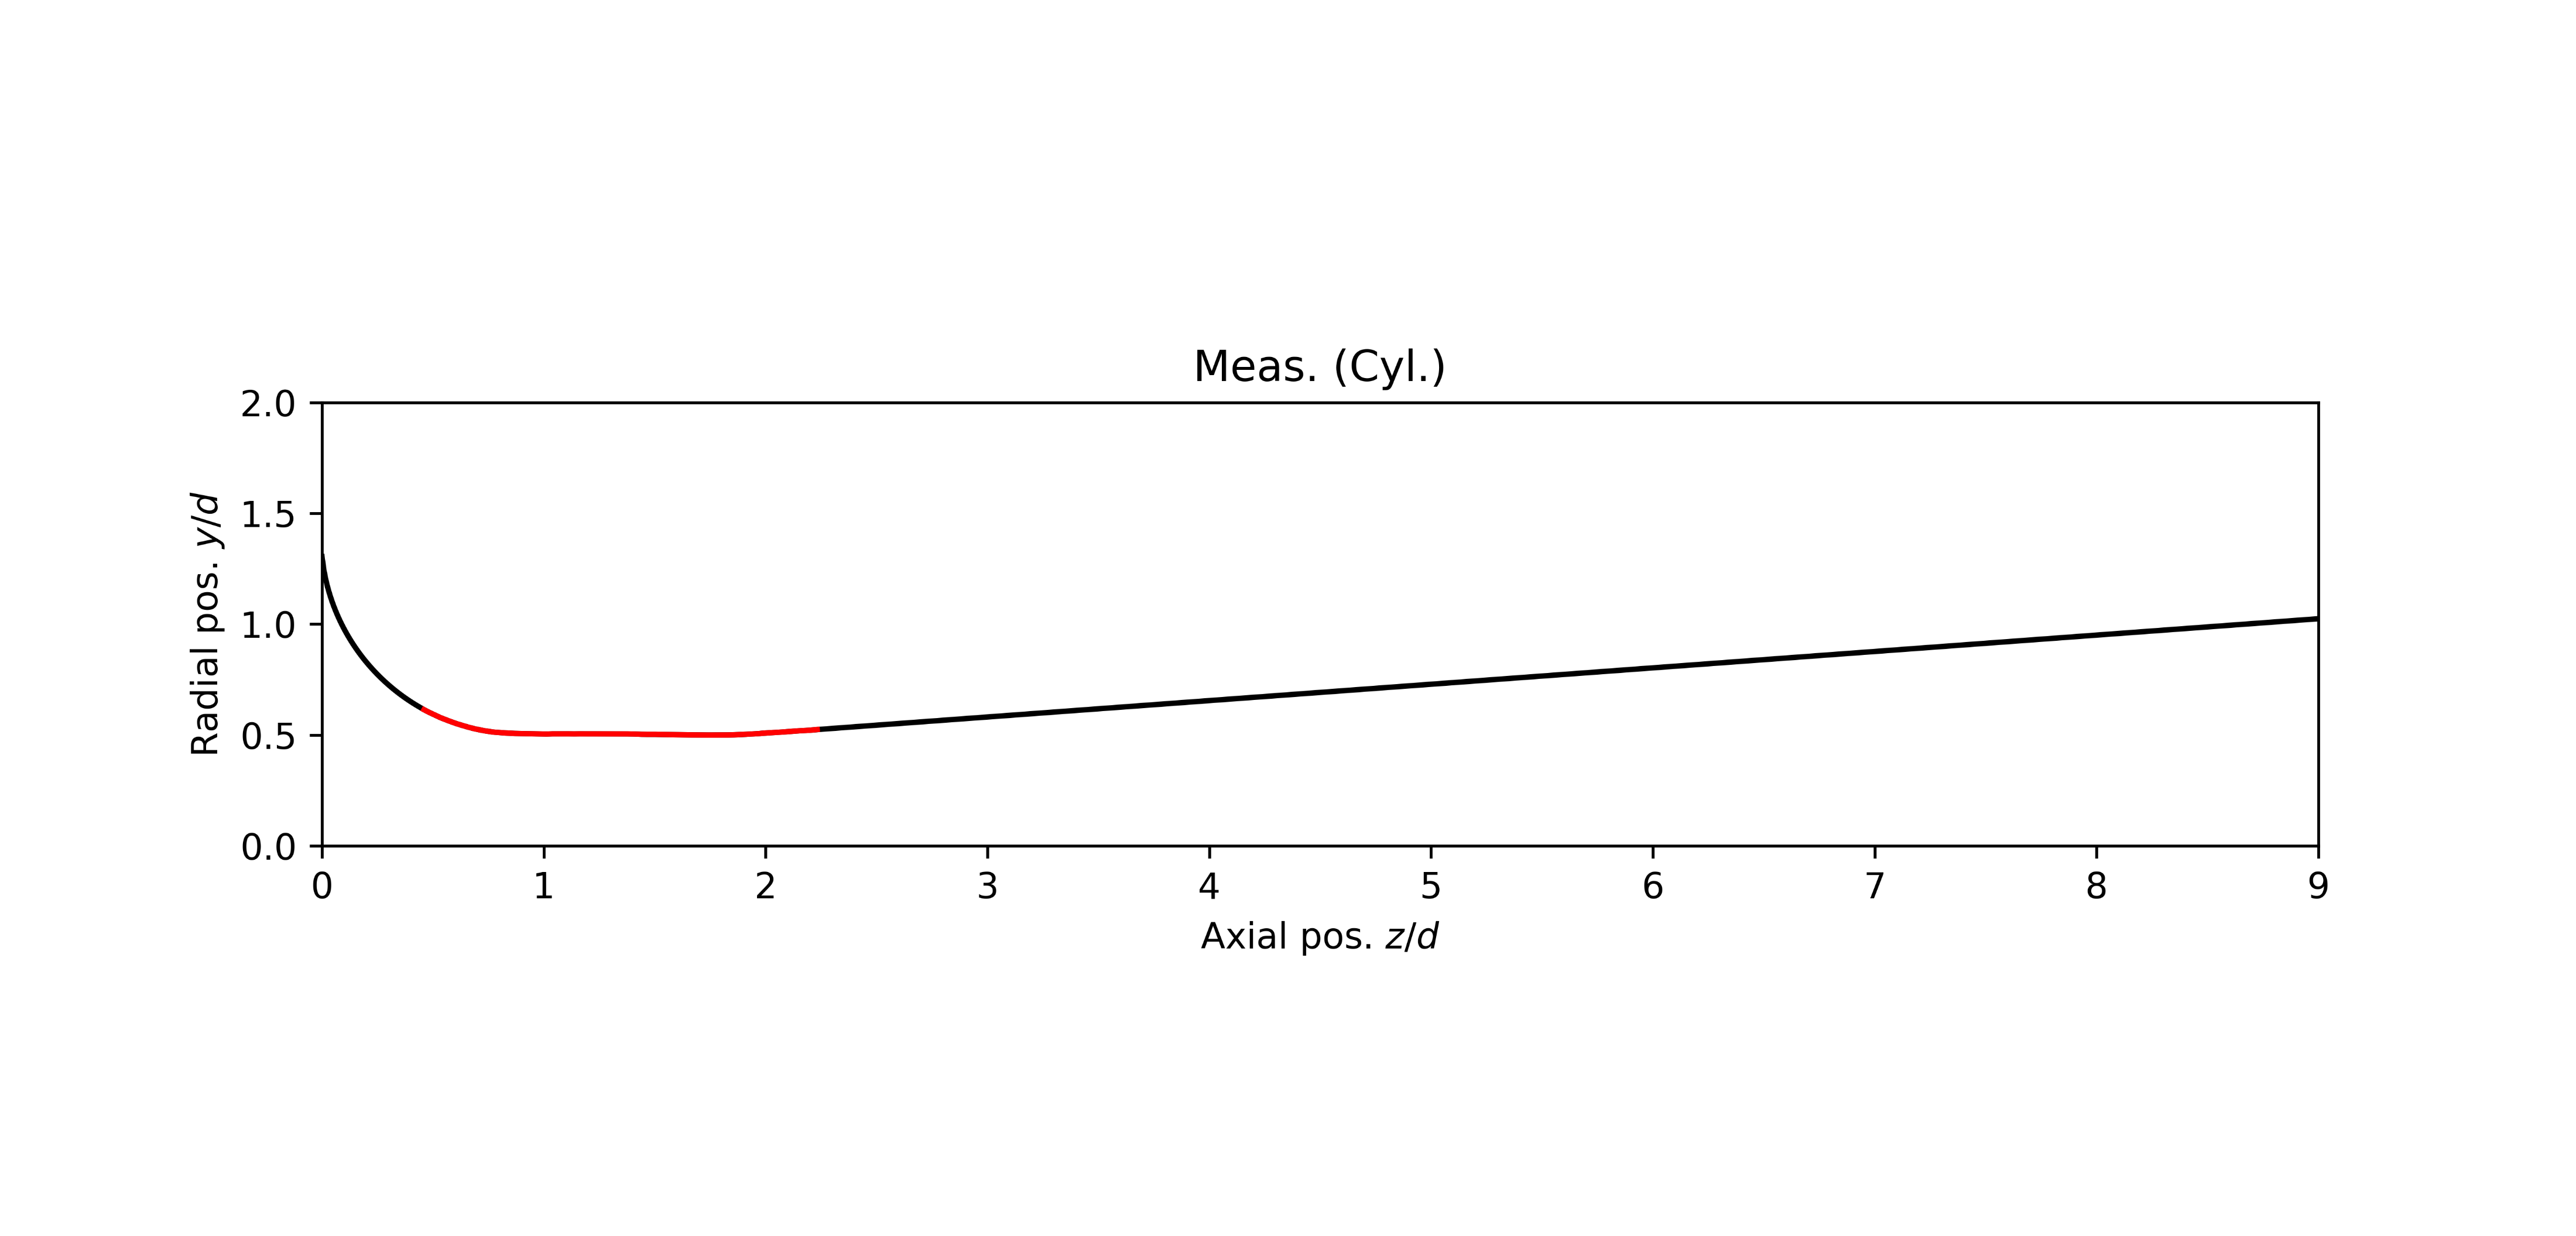 Meas. (Cyl.)
2.0
1.5
1.0
0.5
0.0
Radial pos. y/d
0 1 2 3 4 5 6 7 8 9
Axial pos. z/d